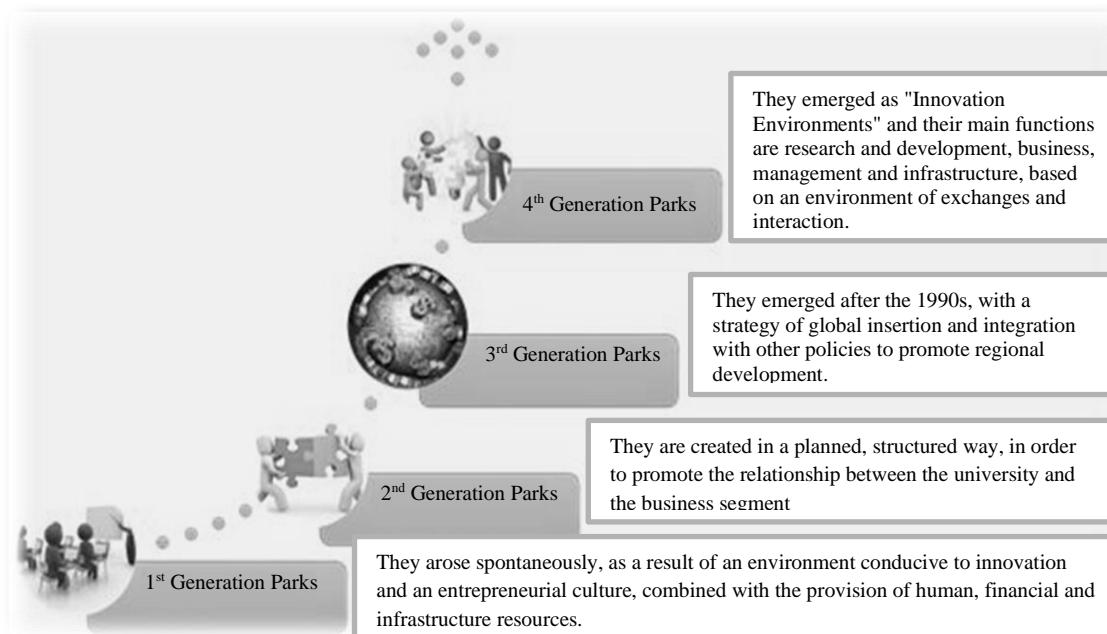 They emerged as "Innovation
Environments" and their main functions
are research and development, business,
management and infrastructure, based
on an environment of exchanges and
interaction.
4th Generation Parks
They emerged after the 1990s, with a
strategy of global insertion and integration
with other policies to promote regional
development.
3rd Generation Parks
They are created in a planned, structured way, in order
to promote the relationship between the university and
the business segment
2nd Generation Parks
They arose spontaneously, as a result of an environment conducive to innovation
and an entrepreneurial culture, combined with the provision of human, financial and
infrastructure resources.
1st Generation Parks